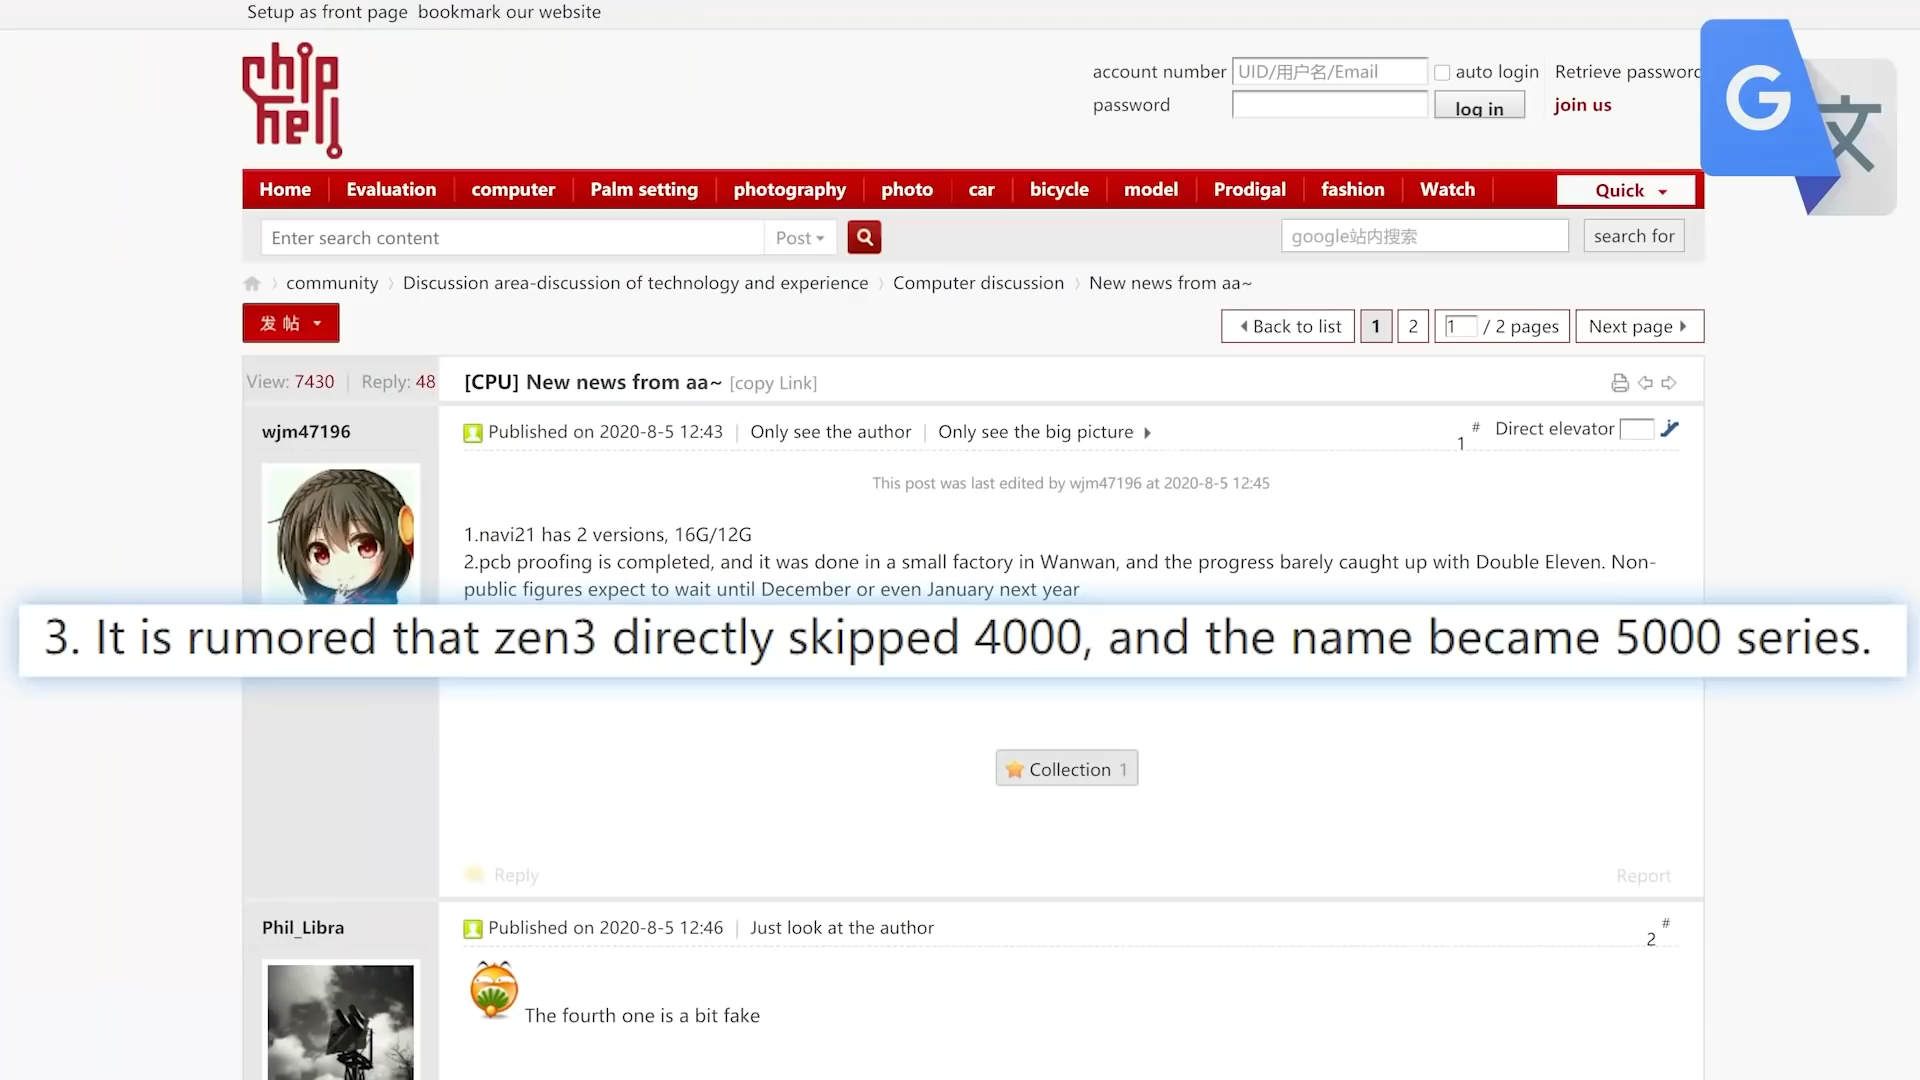 Setup as front page bookmark our website
chip hell
account number UID/用户名/Email auto login Retrieve password
password log in join us
G 文
Home Evaluation computer Palm setting photography photo car bicycle model Prodigal fashion Watch Quick
Enter search content Post google站内搜索 search for
community Discussion area-discussion of technology and experience Computer discussion New news from aa~
发帖 Back to list 1 2 1 / 2 pages Next page
View: 7430 Reply: 48 [CPU] New news from aa~ [copy Link]
wjm47196 Published on 2020-8-5 12:43 Only see the author Only see the big picture 1 # Direct elevator
This post was last edited by wjm47196 at 2020-8-5 12:45
1.navi21 has 2 versions, 16G/12G
2.pcb proofing is completed, and it was done in a small factory in Wanwan, and the progress barely caught up with Double Eleven. Non-
public figures expect to wait until December or even January next year
3. It is rumored that zen3 directly skipped 4000, and the name became 5000 series.
Collection 1
Reply Report
Phil_Libra Published on 2020-8-5 12:46 Just look at the author 2 #
The fourth one is a bit fake